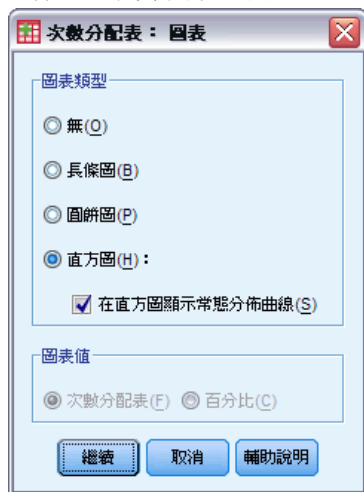 次數分配表：圖表
圖表類型
無(O)
長條圖(B)
圓餅圖(P)
直方圖(H)：
在直方圖顯示常態分佈曲線(S)
圖表值
次數分配表(F) 百分比(C)
繼續 取消 輔助說明